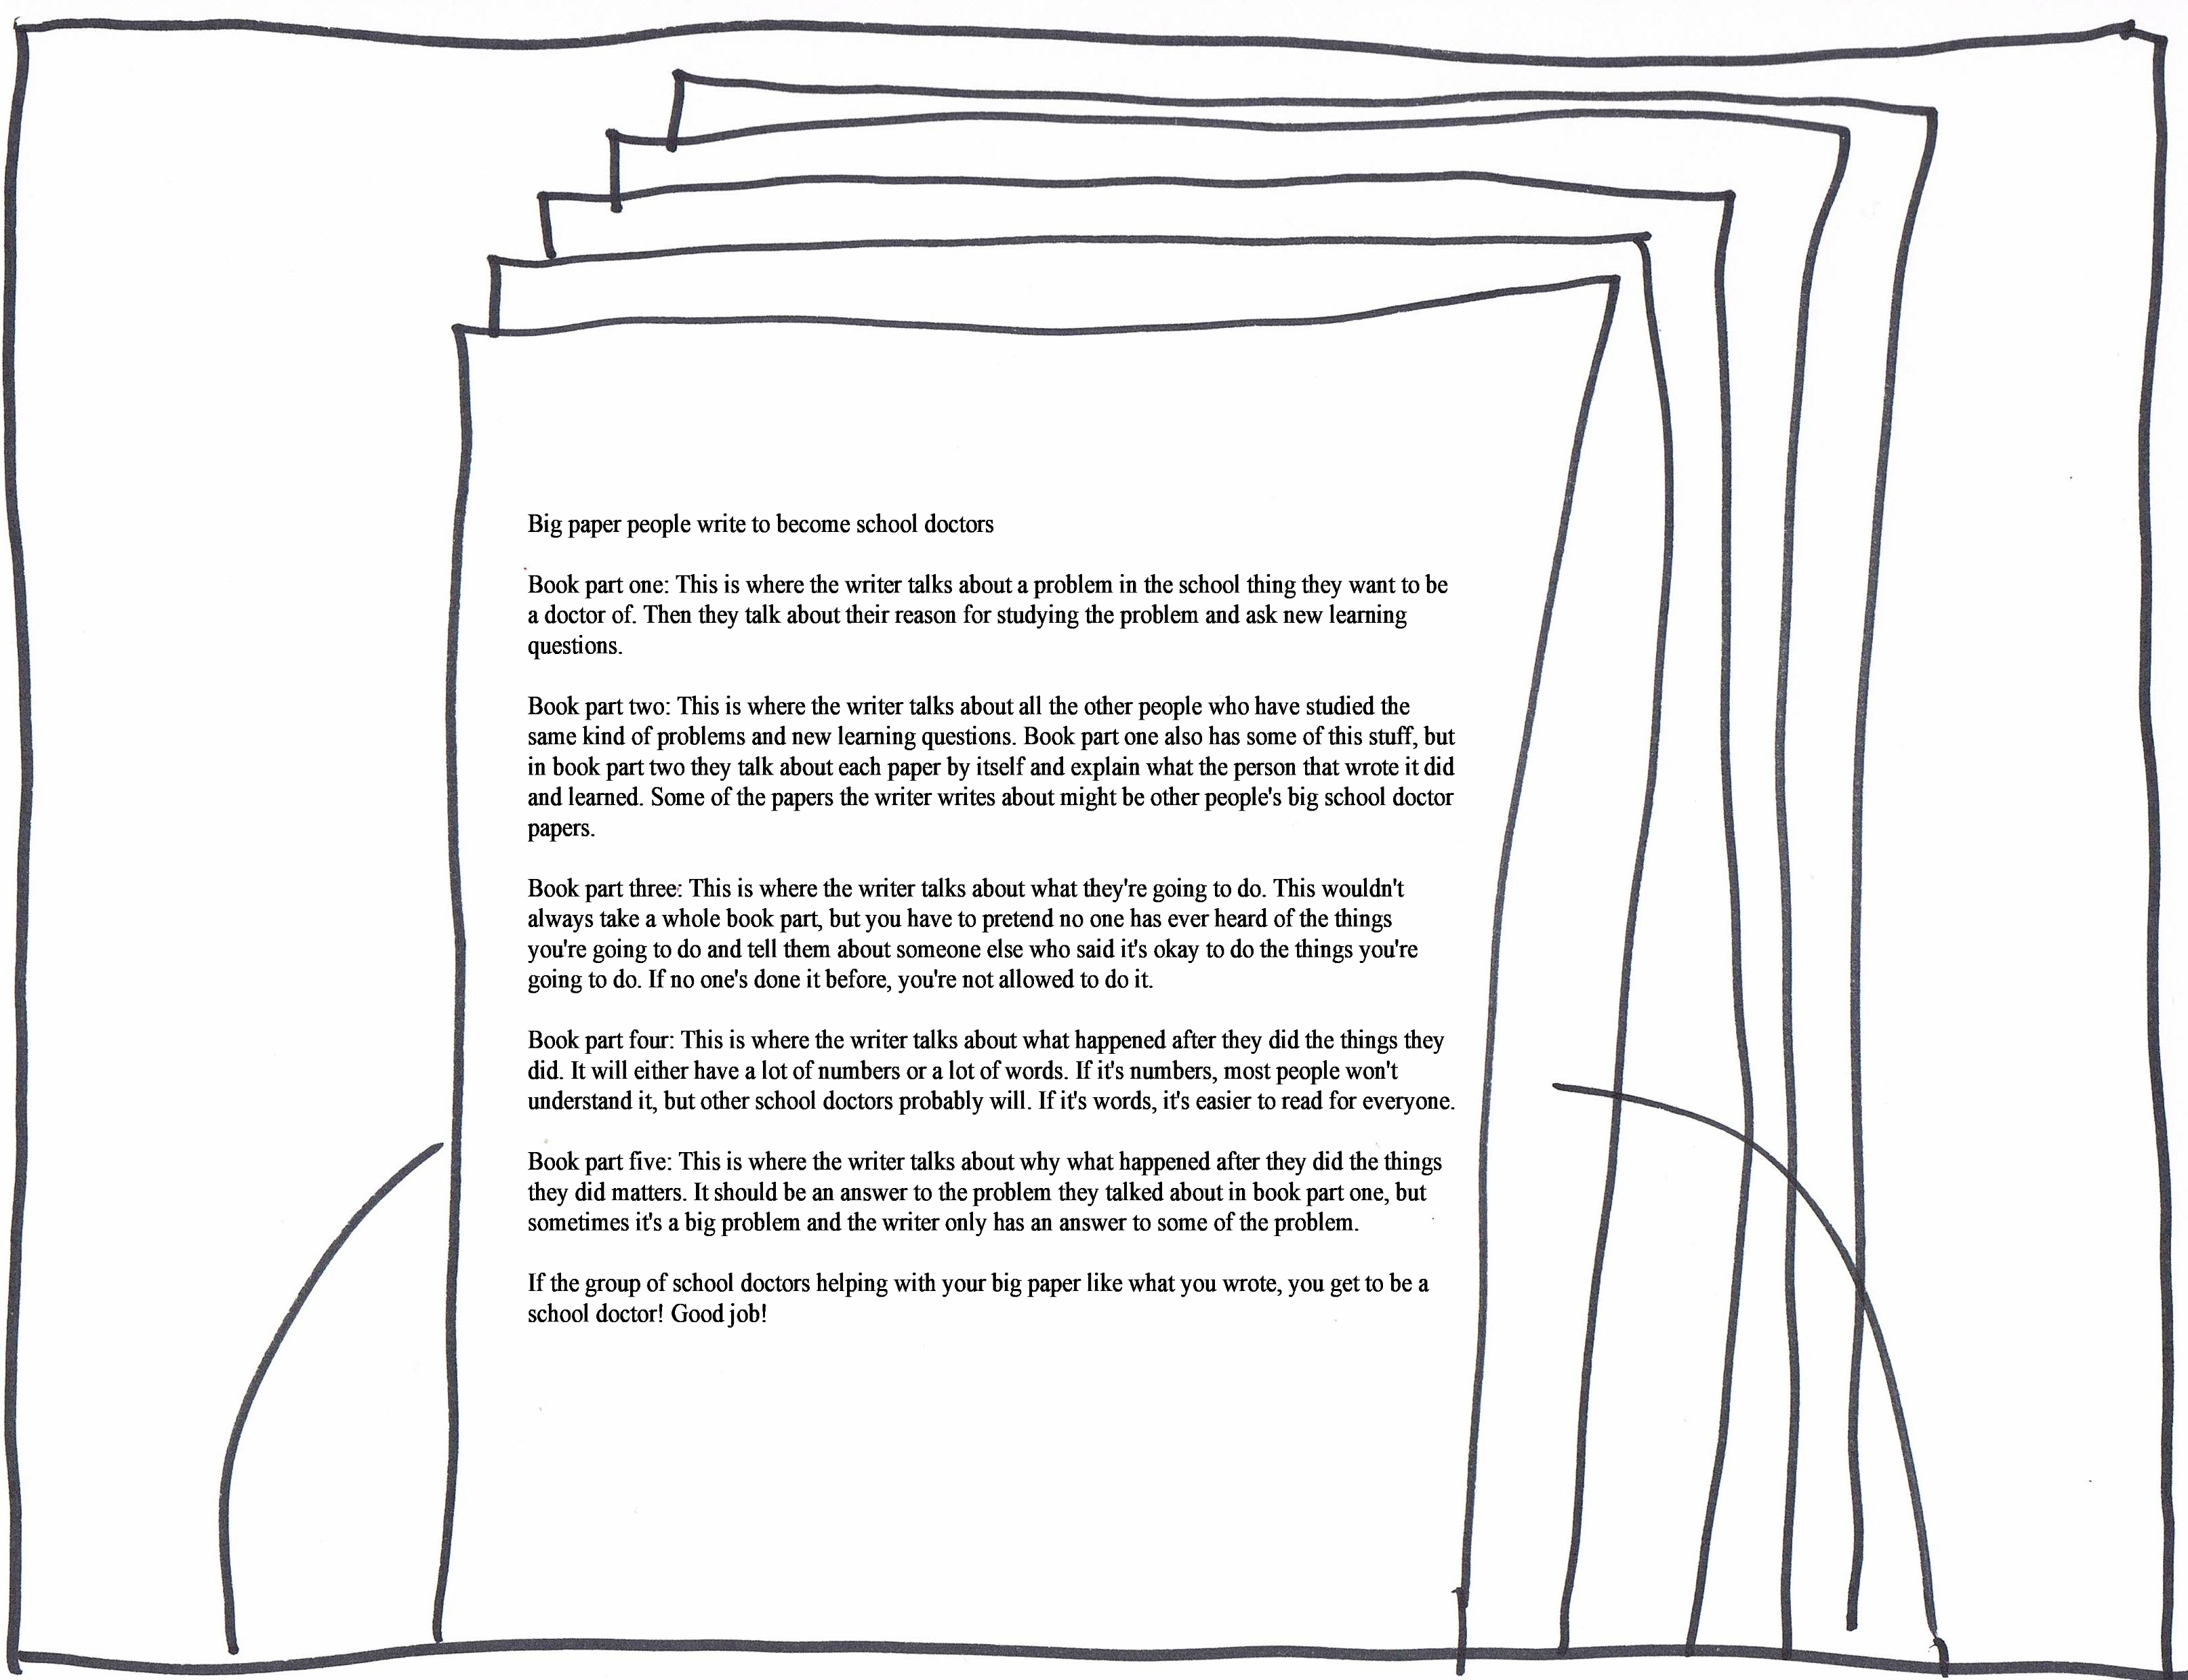 Big paper people write to become school doctors
Book part one: This is where the writer talks about a problem in the school thing they want to be
a doctor of. Then they talk about their reason for studying the problem and ask new learning
questions.
Book part two: This is where the writer talks about all the other people who have studied the
same kind of problems and new learning questions. Book part one also has some of this stuff, but
in book part two they talk about each paper by itself and explain what the person that wrote it did
and learned. Some of the papers the writer writes about might be other people's big school doctor
papers.
Book part three: This is where the writer talks about what they're going to do. This wouldn't
always take a whole book part, but you have to pretend no one has ever heard of the things
you're going to do and tell them about someone else who said it's okay to do the things you're
going to do. If no one's done it before, you're not allowed to do it.
Book part four: This is where the writer talks about what happened after they did the things they
did. It will either have a lot of numbers or a lot of words. If it's numbers, most people won't
understand it, but other school doctors probably will. If it's words, it's easier to read for everyone.
Book part five: This is where the writer talks about why what happened after they did the things
they did matters. It should be an answer to the problem they talked about in book part one, but
sometimes it's a big problem and the writer only has an answer to some of the problem.
If the group of school doctors helping with your big paper like what you wrote, you get to be a
school doctor! Good job!